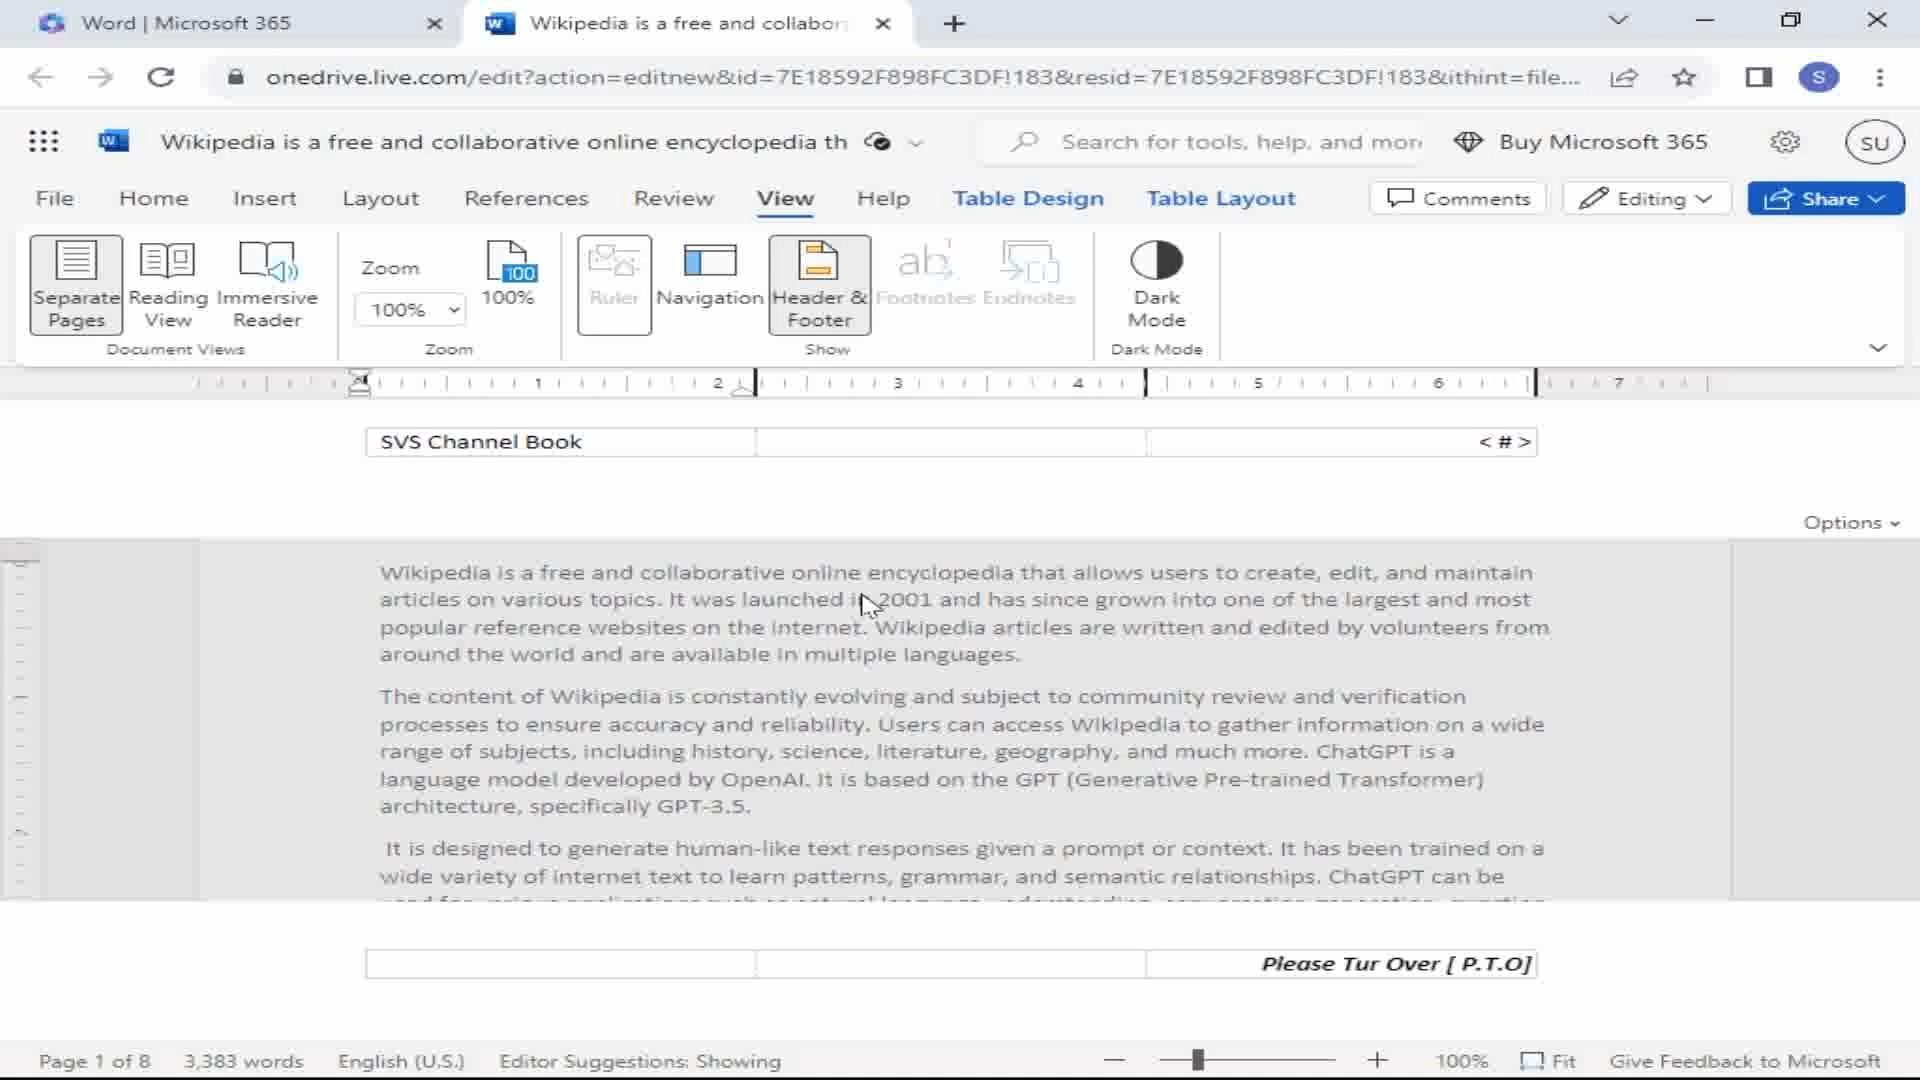 Word | Microsoft 365
Wikipedia is a free and collabor
onedrive.live.com/edit?action=editnew&id=7E18592F898FC3DF!183&resid=7E18592F898FC3DF!183&ithint=file...
S
Wikipedia is a free and collaborative online encyclopedia th
Search for tools, help, and more
Buy Microsoft 365
SU
File Home Insert Layout References Review View Help Table Design Table Layout
Comments
Editing
Share
Separate Pages
Reading View
Immersive Reader
Document Views
Zoom
100%
100
100%
Zoom
Ruler
Navigation
Header & Footer
Footnotes
Endnotes
Show
Dark Mode
Dark Mode
1 2 3 4 5 6 7
SVS Channel Book
< # >
Options
Wikipedia is a free and collaborative online encyclopedia that allows users to create, edit, and maintain
articles on various topics. It was launched in 2001 and has since grown into one of the largest and most
popular reference websites on the internet. Wikipedia articles are written and edited by volunteers from
around the world and are available in multiple languages.
The content of Wikipedia is constantly evolving and subject to community review and verification
processes to ensure accuracy and reliability. Users can access Wikipedia to gather information on a wide
range of subjects, including history, science, literature, geography, and much more. ChatGPT is a
language model developed by OpenAI. It is based on the GPT (Generative Pre-trained Transformer)
architecture, specifically GPT-3.5.
It is designed to generate human-like text responses given a prompt or context. It has been trained on a
wide variety of internet text to learn patterns, grammar, and semantic relationships. ChatGPT can be
Please Tur Over [ P.T.O]
Page 1 of 8 3,383 words English (U.S.) Editor Suggestions: Showing
100% Fit Give Feedback to Microsoft